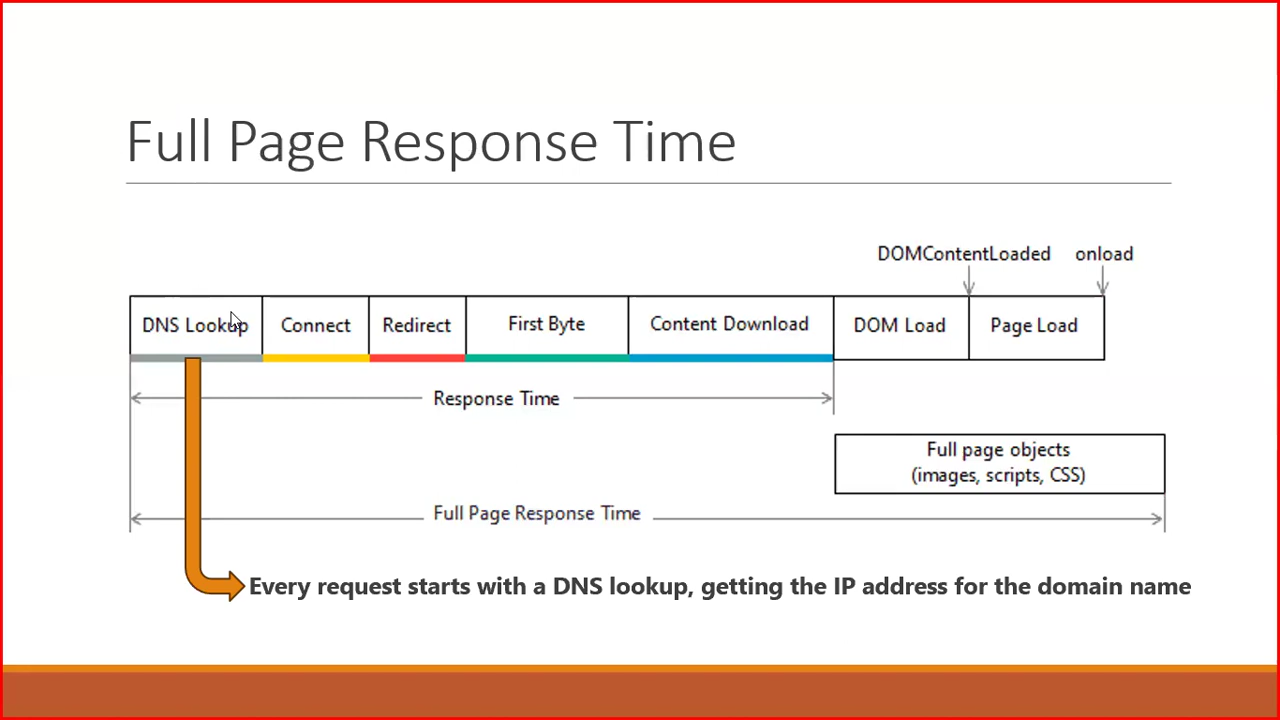 Full Page Response Time
DOMContentLoaded onload
DNS Lookup Connect Redirect First Byte Content Download DOM Load Page Load
Response Time
Full page objects
(images, scripts, CSS)
Full Page Response Time
Every request starts with a DNS lookup, getting the IP address for the domain name